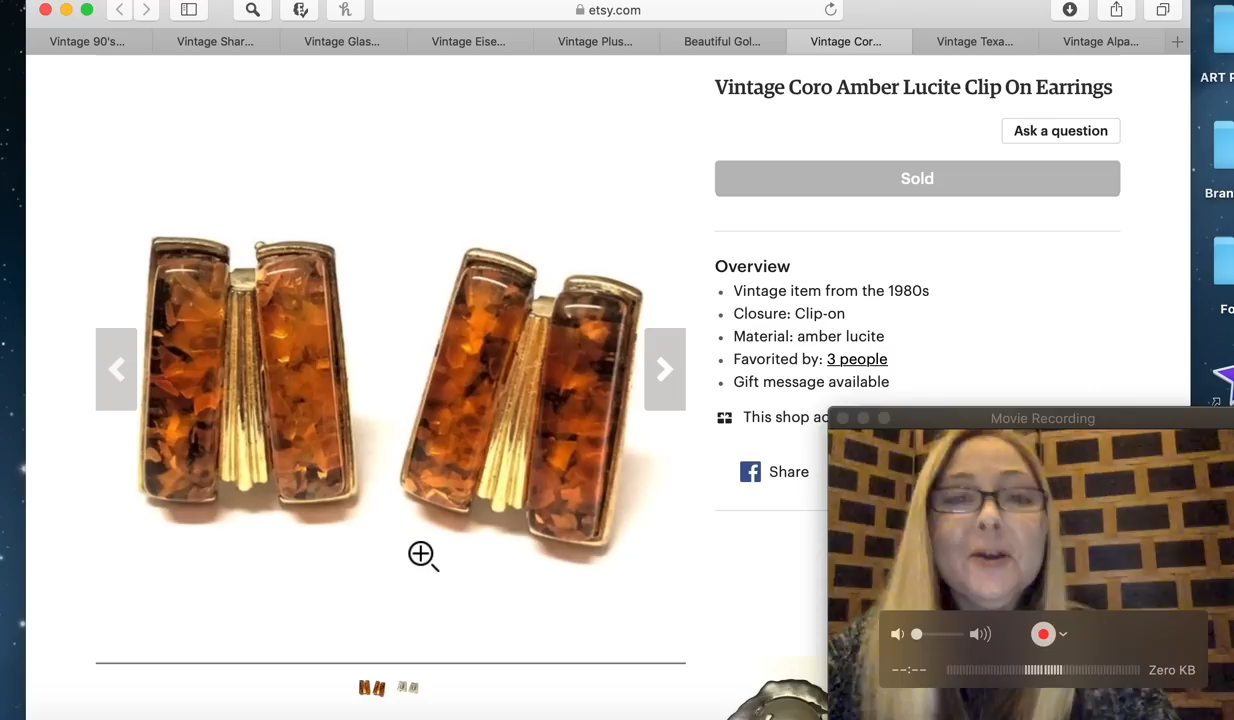 etsy.com
Vintage 90's...
Vintage Shar...
Vintage Glas...
Vintage Eise...
Vintage Plus...
Beautiful Gol...
Vintage Cor...
Vintage Texa...
Vintage Alpa...
Vintage Coro Amber Lucite Clip On Earrings
ART
Ask a question
Sold
Bran
Overview
Vintage item from the 1980s
Closure: Clip-on
Fo
Material: amber lucite
Favorited by: 3 people
Gift message available
This shop ac
Movie Recording
Share
--:--
Zero KB